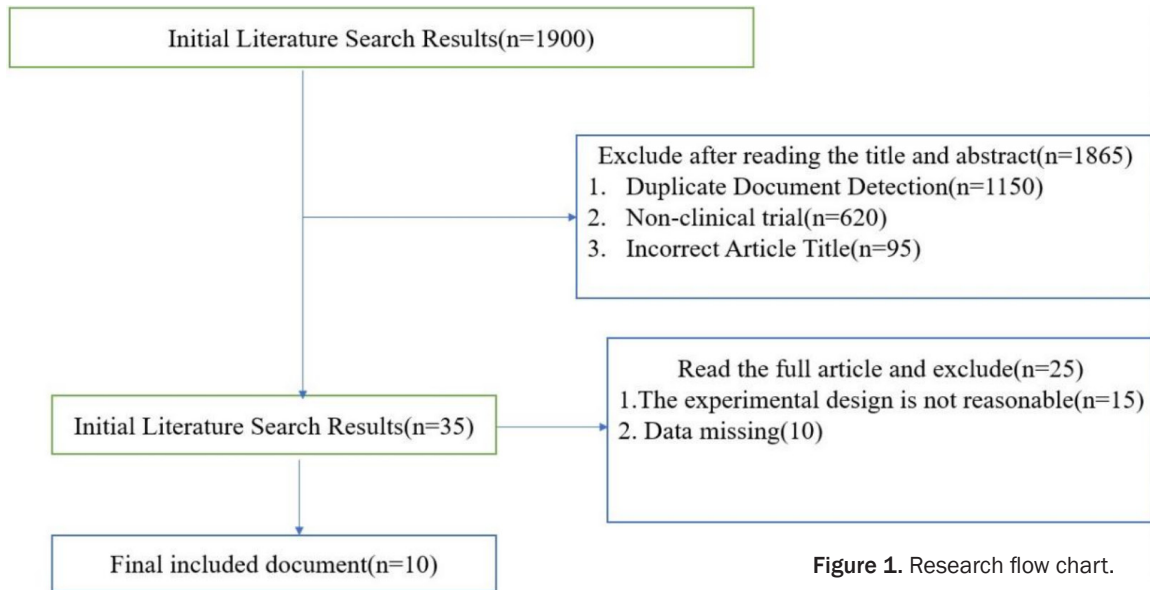 Initial Literature Search Results(n=1900)
Exclude after reading the title and abstract(n=1865)
1. Duplicate Document Detection(n=1150)
2. Non-clinical trial(n=620)
3. Incorrect Article Title(n=95)
Initial Literature Search Results(n=35)
Read the full article and exclude(n=25)
1.The experimental design is not reasonable(n=15)
2. Data missing(10)
Final included document(n=10)
Figure 1. Research flow chart.